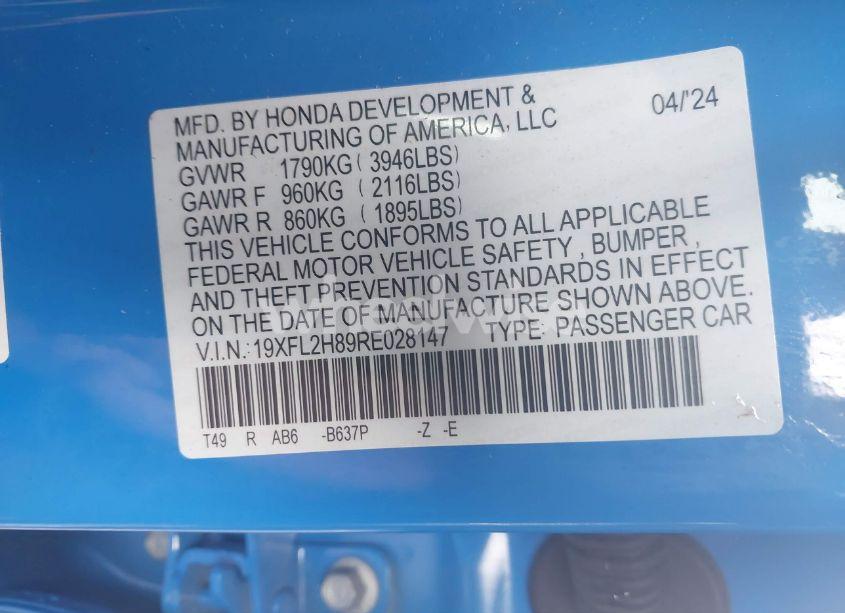 MFD. BY HONDA DEVELOPMENT & 04/'24
MANUFACTURING OF AMERICA, LLC
GVWR 1790KG ( 3946LBS)
GAWR F 960KG ( 2116LBS)
GAWR R 860KG ( 1895LBS)
THIS VEHICLE CONFORMS TO ALL APPLICABLE
FEDERAL MOTOR VEHICLE SAFETY , BUMPER ,
AND THEFT PREVENTION STANDARDS IN EFFECT
ON THE DATE OF MANUFACTURE SHOWN ABOVE.
V.I.N.:19XFL2H89RE028147 TYPE: PASSENGER CAR
T49 R AB6 -B637P -Z -E